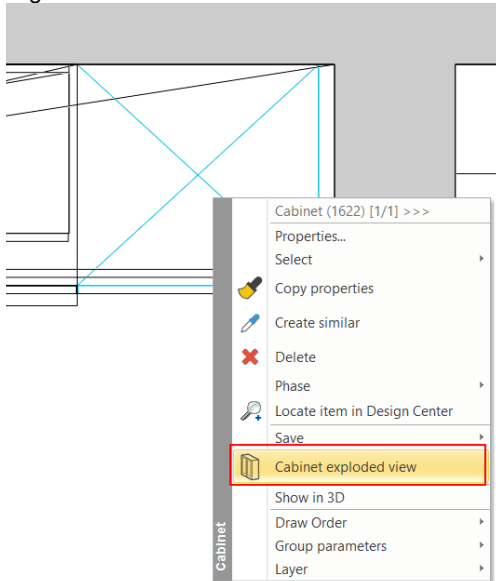 Cabinet (1622) [1/1] >>>
Properties...
Select
Copy properties
Create similar
Delete
Phase
Locate item in Design Center
Save
Cabinet exploded view
Show in 3D
Draw Order
Group parameters
Layer
Cabinet